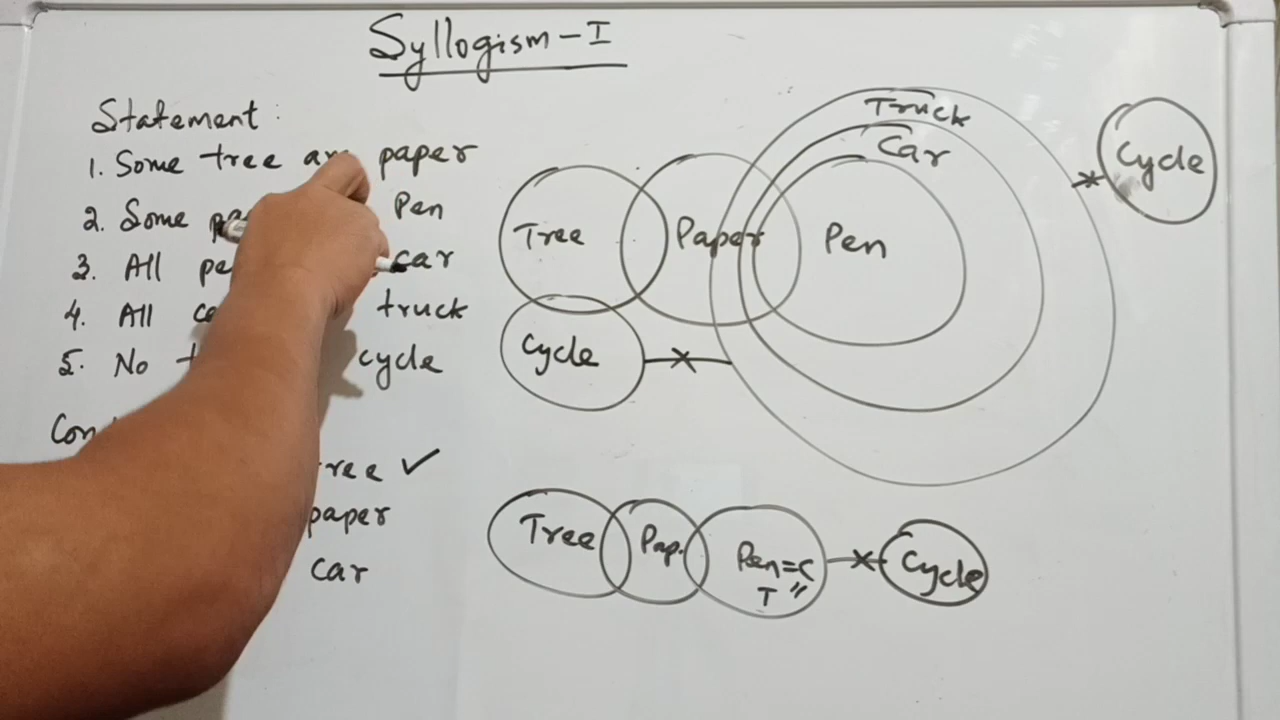 Syllogism - I
Statement :
1. Some tree are paper
2. Some Pen
3. All car
4. All truck
5. No cycle
tree ✓
paper
car
Truck
Car
Cycle
Tree
Paper
Pen
Cycle
Tree
Pap.
Pen=C
T "
Cycle